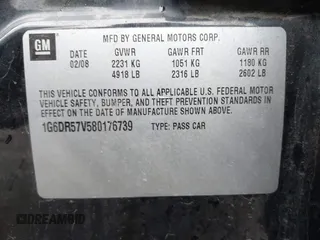 GM
MFD BY GENERAL MOTORS CORP.
DATE GVWR GAWR FRT GAWR RR
02/08 2231 KG 1051 KG 1180 KG
4918 LB 2316 LB 2602 LB
THIS VEHICLE CONFORMS TO ALL APPLICABLE U.S. FEDERAL MOTOR
VEHICLE SAFETY, BUMPER, AND THEFT PREVENTION STANDARDS
IN EFFECT ON THE DATE OF MANUFACTURE SHOWN ABOVE.
1G6DR57V580176739 TYPE: PASS CAR
DREAMBID